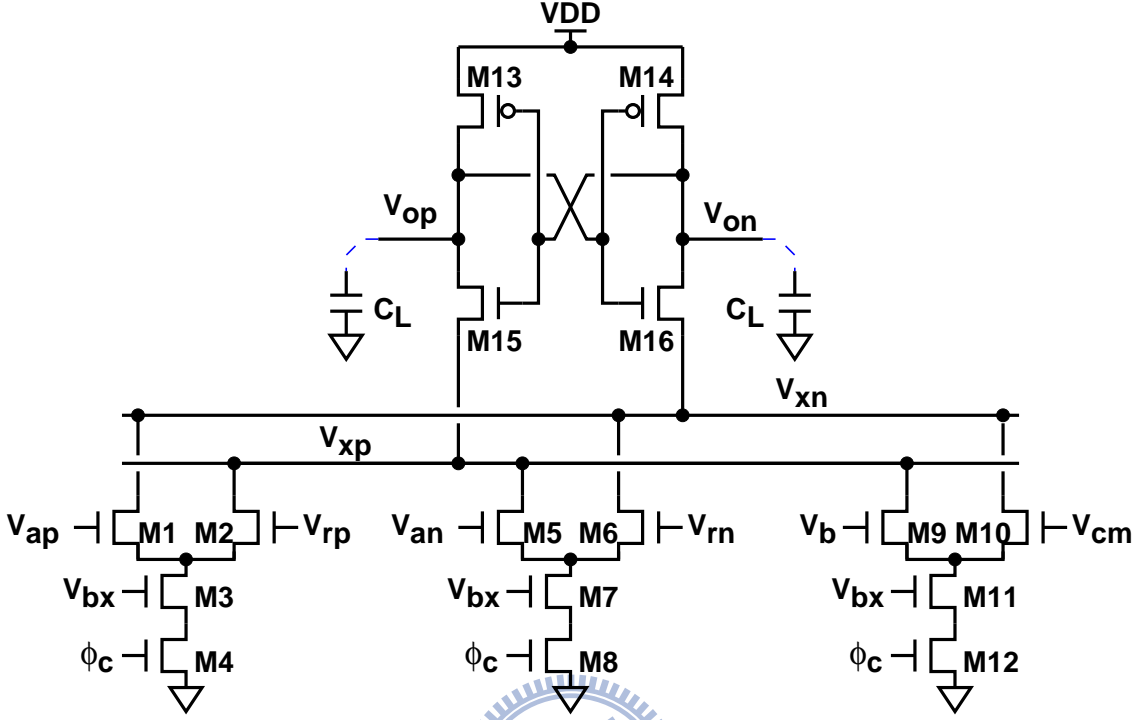 VDD
M13 M14
Vop Von
CL CL
M15 M16
Vxn
Vxp
Vap M1 M2 Vrp Van M5 M6 Vrn Vb M9 M10 Vcm
Vbx M3 Vbx M7 Vbx M11
ϕc M4 ϕc M8 ϕc M12